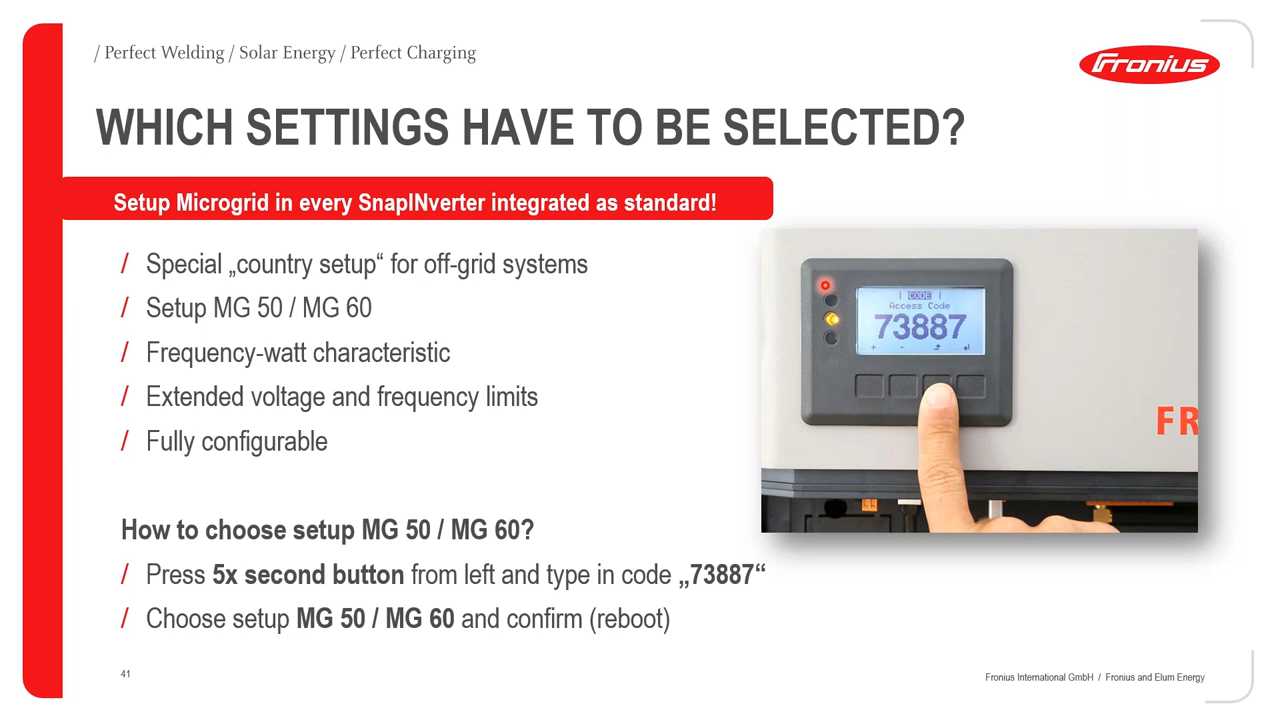 / Perfect Welding / Solar Energy / Perfect Charging
Fronius
WHICH SETTINGS HAVE TO BE SELECTED?
Setup Microgrid in every SnapINverter integrated as standard!
/ Special „country setup“ for off-grid systems
/ Setup MG 50 / MG 60
/ Frequency-watt characteristic
/ Extended voltage and frequency limits
/ Fully configurable
| CODE |
Access Code
73887
+ -
FR
How to choose setup MG 50 / MG 60?
/ Press 5x second button from left and type in code „73887“
/ Choose setup MG 50 / MG 60 and confirm (reboot)
41
Fronius International GmbH / Fronius and Elum Energy